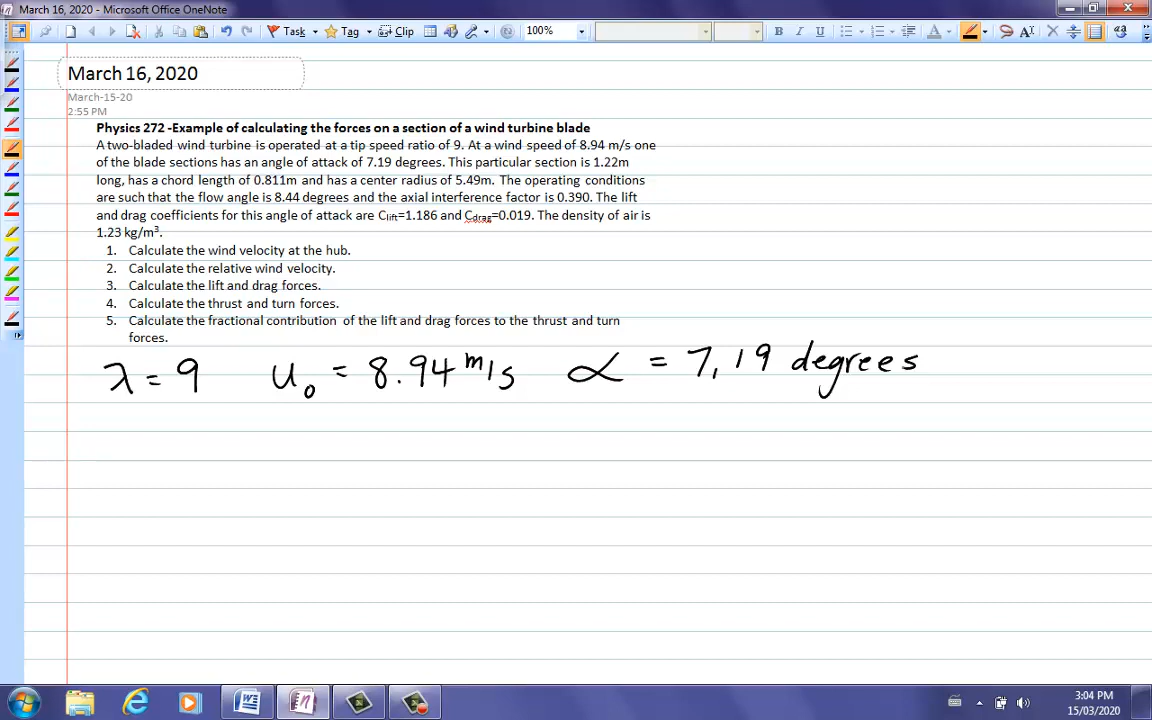 March 16, 2020 - Microsoft Office OneNote
Task
Tag
Clip
100%
B I U
A
March 16, 2020
March-15-20
2:55 PM
Physics 272 -Example of calculating the forces on a section of a wind turbine blade
A two-bladed wind turbine is operated at a tip speed ratio of 9. At a wind speed of 8.94 m/s one
of the blade sections has an angle of attack of 7.19 degrees. This particular section is 1.22m
long, has a chord length of 0.811m and has a center radius of 5.49m. The operating conditions
are such that the flow angle is 8.44 degrees and the axial interference factor is 0.390. The lift
and drag coefficients for this angle of attack are Clift=1.186 and Cdrag=0.019. The density of air is
1.23 kg/m³.
1. Calculate the wind velocity at the hub.
2. Calculate the relative wind velocity.
3. Calculate the lift and drag forces.
4. Calculate the thrust and turn forces.
5. Calculate the fractional contribution of the lift and drag forces to the thrust and turn
forces.
λ = 9 u₀ = 8.94 m/s α = 7.19 degrees
3:04 PM
15/03/2020